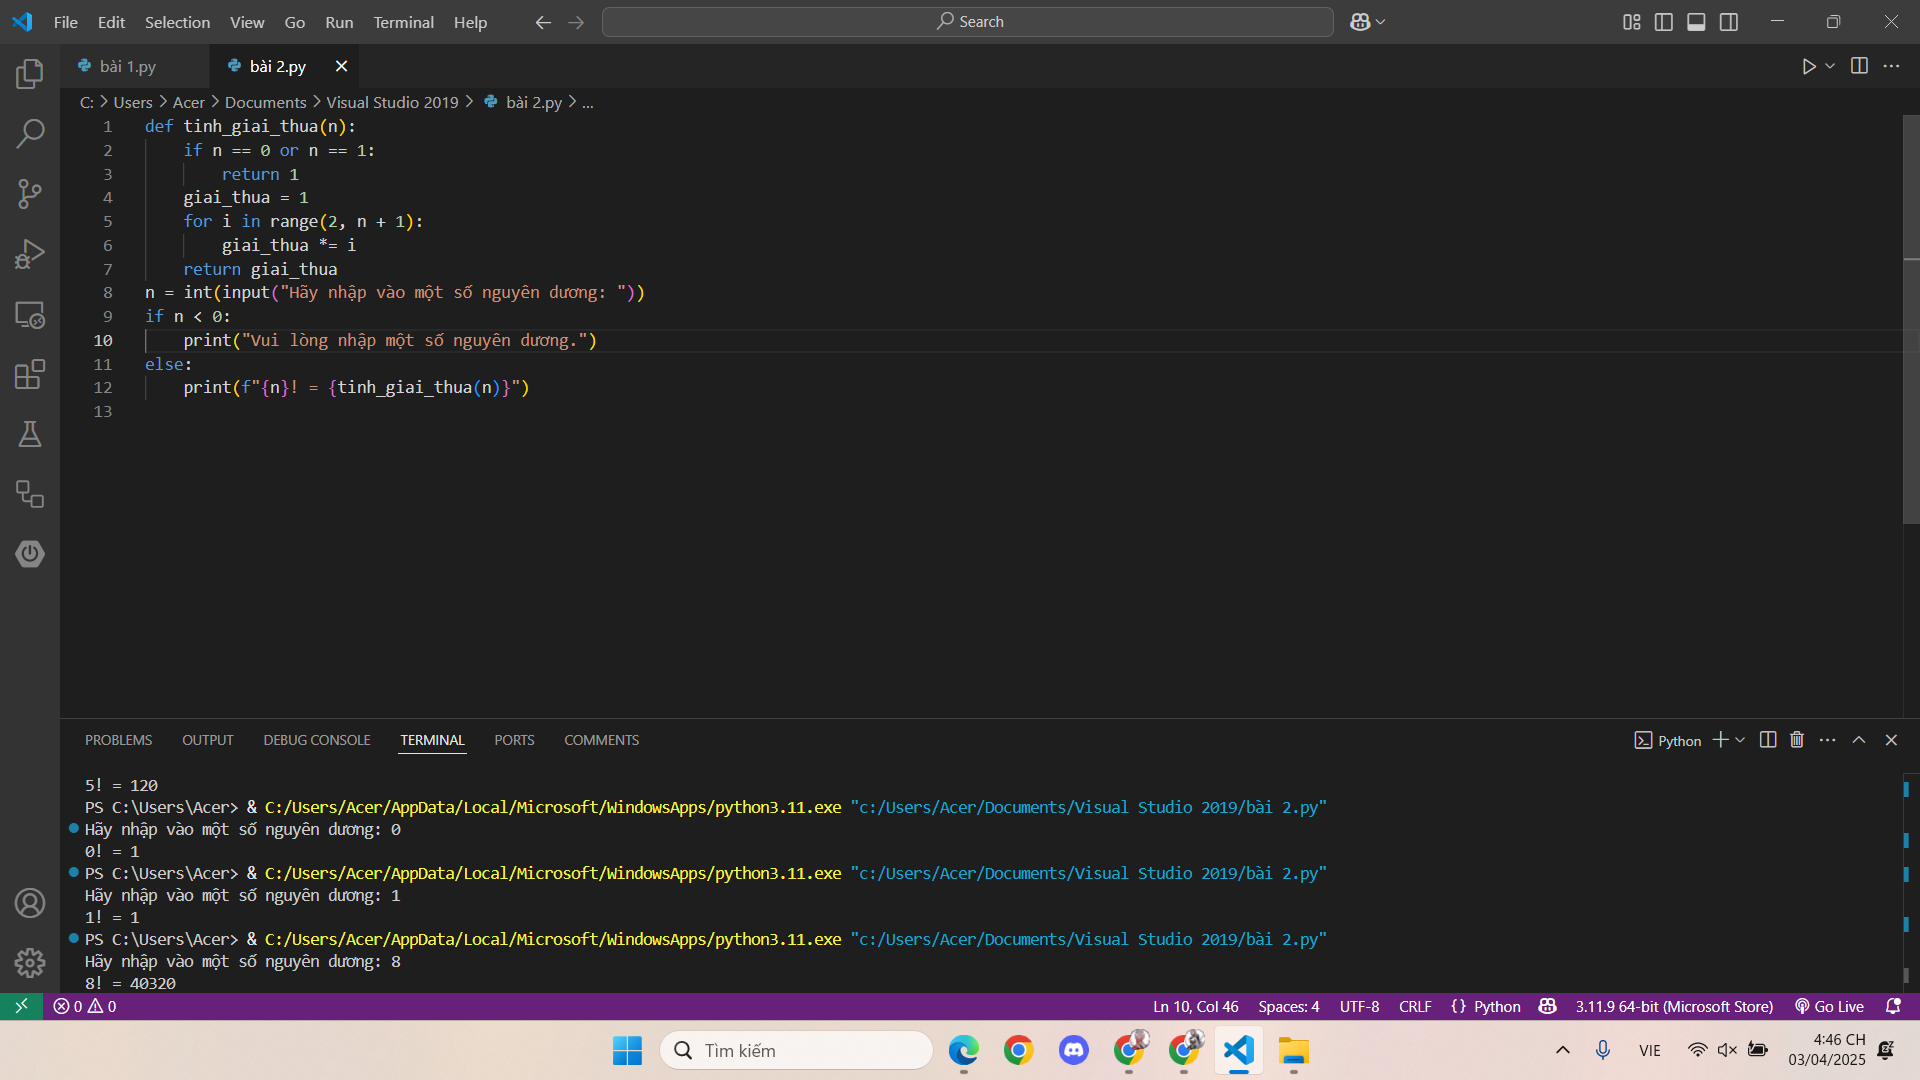 File Edit Selection View Go Run Terminal Help Search
bài 1.py bài 2.py
C: > Users > Acer > Documents > Visual Studio 2019 > bài 2.py > ...
1 def tinh_giai_thua(n):
2     if n == 0 or n == 1:
3         return 1
4     giai_thua = 1
5     for i in range(2, n + 1):
6         giai_thua *= i
7     return giai_thua
8 n = int(input("Hãy nhập vào một số nguyên dương: "))
9 if n < 0:
10     print("Vui lòng nhập một số nguyên dương.")
11 else:
12     print(f"{n}! = {tinh_giai_thua(n)}")
13
PROBLEMS OUTPUT DEBUG CONSOLE TERMINAL PORTS COMMENTS Python
5! = 120
PS C:\Users\Acer> & C:/Users/Acer/AppData/Local/Microsoft/WindowsApps/python3.11.exe "c:/Users/Acer/Documents/Visual Studio 2019/bài 2.py"
Hãy nhập vào một số nguyên dương: 0
0! = 1
PS C:\Users\Acer> & C:/Users/Acer/AppData/Local/Microsoft/WindowsApps/python3.11.exe "c:/Users/Acer/Documents/Visual Studio 2019/bài 2.py"
Hãy nhập vào một số nguyên dương: 1
1! = 1
PS C:\Users\Acer> & C:/Users/Acer/AppData/Local/Microsoft/WindowsApps/python3.11.exe "c:/Users/Acer/Documents/Visual Studio 2019/bài 2.py"
Hãy nhập vào một số nguyên dương: 8
8! = 40320
0 0 Ln 10, Col 46 Spaces: 4 UTF-8 CRLF {} Python 3.11.9 64-bit (Microsoft Store) Go Live
Tìm kiếm VIE 4:46 CH
03/04/2025